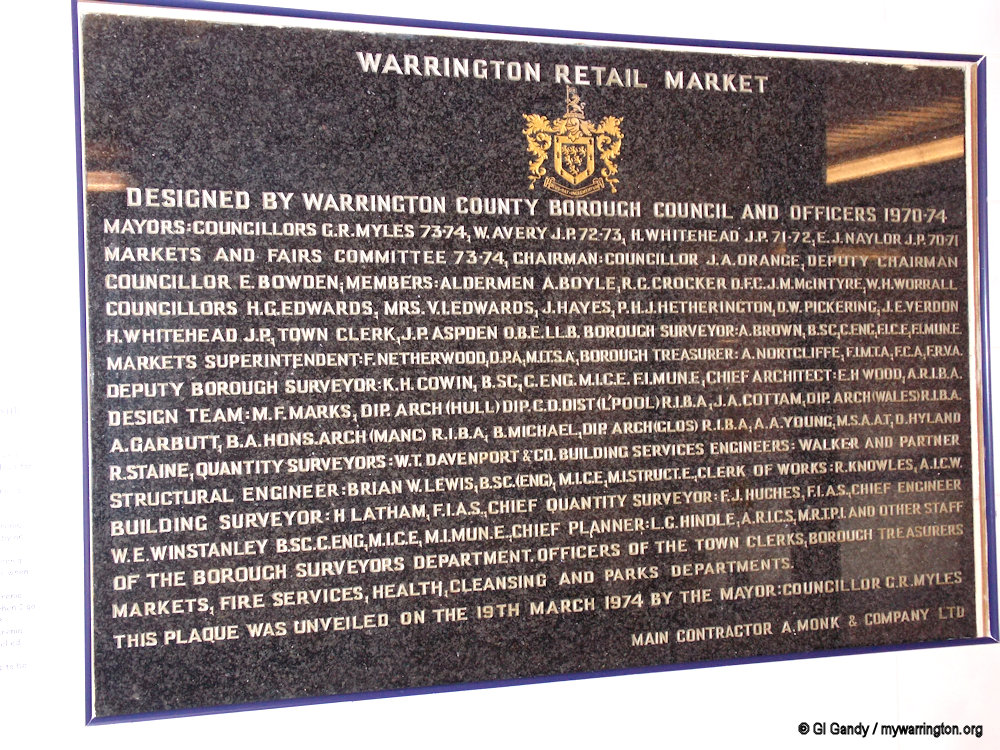 WARRINGTON RETAIL MARKET
DESIGNED BY WARRINGTON COUNTY BOROUGH COUNCIL AND OFFICERS 1970-74
MAYORS:COUNCILLORS G.R.MYLES 73-74, W.AVERY J.P. 72-73, H.WHITEHEAD J.P. 71-72, E.J.NAYLOR J.P. 70-71
MARKETS AND FAIRS COMMITTEE 73-74, CHAIRMAN:COUNCILLOR J.A.ORANGE, DEPUTY CHAIRMAN
COUNCILLOR E.BOWDEN; MEMBERS:ALDERMEN A.BOYLE, R.G.CROCKER D.F.C. J.M.McINTYRE, W.H.WORRALL
COUNCILLORS H.G.EDWARDS, MRS. V.I.EDWARDS, J.HAYES, P.H.J.HETHERINGTON, D.W.PICKERING, J.E.VERDON
H.WHITEHEAD J.P., TOWN CLERK, J.P.ASPDEN O.B.E.LL.B. BOROUGH SURVEYOR:A.BROWN, B.SC, C.ENG, F.I.C.E, F.I.MUN.E.
MARKETS SUPERINTENDENT:F.NETHERWOOD, D.P.A, M.I.T.S.A, BOROUGH TREASURER: A.NORTCLIFFE, F.I.M.T.A, F.C.A, F.R.V.A.
DEPUTY BOROUGH SURVEYOR:K.H.COWIN, B.SC, C.ENG. M.I.C.E. F.I.MUN.E, CHIEF ARCHITECT:E.H WOOD, A.R.I.B.A.
DESIGN TEAM:M.F.MARKS, DIP. ARCH (HULL) DIP. C.D.DIST (L'POOL) R.I.B.A, J.A.COTTAM, DIP. ARCH (WALES) R.I.B.A.
A.GARBUTT, B.A.HONS.ARCH (MANC) R.I.B.A, B.MICHAEL, DIP. ARCH (GLOS) R.I.B.A, A.A.YOUNG, M.S.A.A.T, D.HYLAND
R.STAINE, QUANTITY SURVEYORS:W.T. DAVENPORT & CO. BUILDING SERVICES ENGINEERS: WALKER AND PARTNER
STRUCTURAL ENGINEER:BRIAN W.LEWIS, B.SC.(ENG), M.I.C.E, M.I.STRUCT.E., CLERK OF WORKS:R.KNOWLES, A.I.C.W.
BUILDING SURVEYOR:H LATHAM, F.I.A.S., CHIEF QUANTITY SURVEYOR: F.J.HUGHES, F.I.A.S., CHIEF ENGINEER
W.E.WINSTANLEY B.SC.C.ENG, M.I.C.E, M.I.MUN.E., CHIEF PLANNER:L.G.HINDLE, A.R.I.C.S, M.R.T.P.I. AND OTHER STAFF
OF THE BOROUGH SURVEYORS DEPARTMENT. OFFICERS OF THE TOWN CLERKS, BOROUGH TREASURERS
MARKETS, FIRE SERVICES, HEALTH, CLEANSING AND PARKS DEPARTMENTS.
THIS PLAQUE WAS UNVEILED ON THE 19TH MARCH 1974 BY THE MAYOR:COUNCILLOR G.R.MYLES
MAIN CONTRACTOR A.MONK & COMPANY LTD
© GI Gandy / mywarrington.org